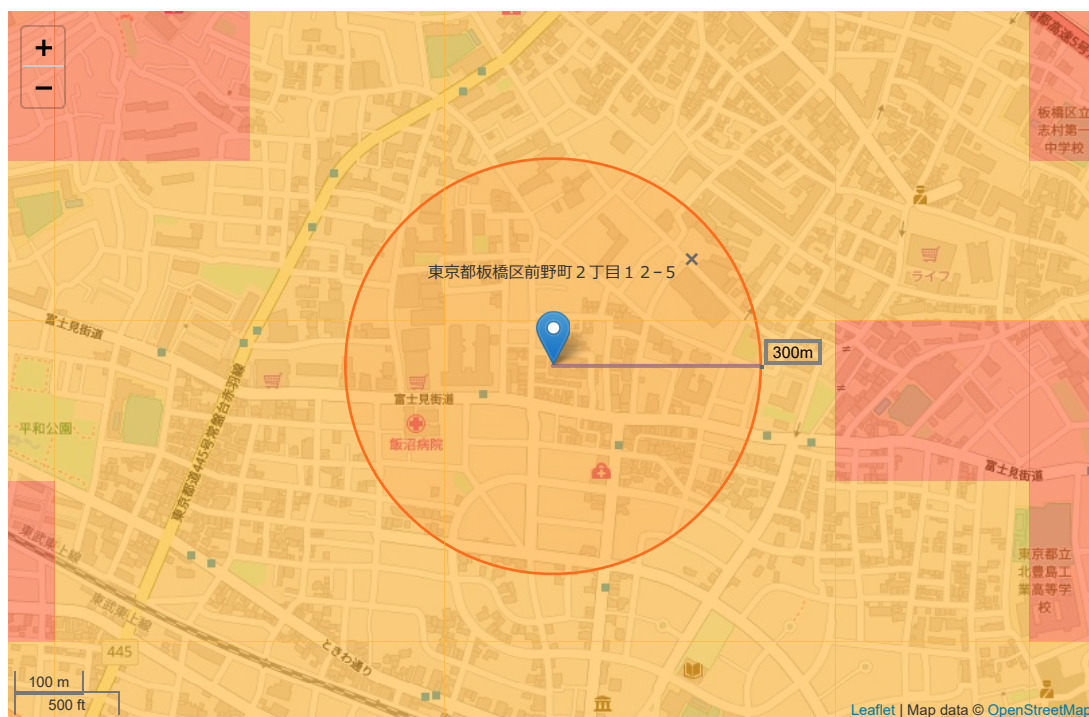 +
−
都高速5号
板橋区立
志村第一
中学校
東京都板橋区前野町２丁目１２−５
×
ライフ
富士見街道
300m
富士見街道
飯沼病院
平和公園
東京都道445号常盤台赤羽線
富士見街道
東武東上線
東武東上線
東京都立
北豊島工
業高等学
校
ときわ通り
445
100 m
500 ft
Leaflet | Map data © OpenStreetMap